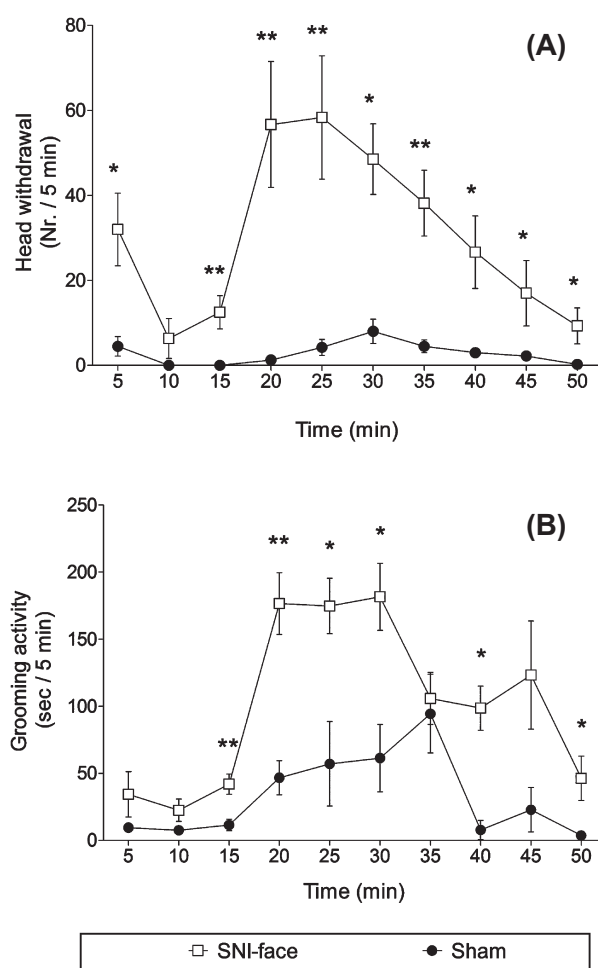 (A)
Head withdrawal
(Nr. / 5 min)
80
60
40
20
0
* ** ** ** * ** * * *
5 10 15 20 25 30 35 40 45 50
Time (min)
(B)
Grooming activity
(sec / 5 min)
250
200
150
100
50
0
** ** * * * *
5 10 15 20 25 30 35 40 45 50
Time (min)
SNI-face Sham